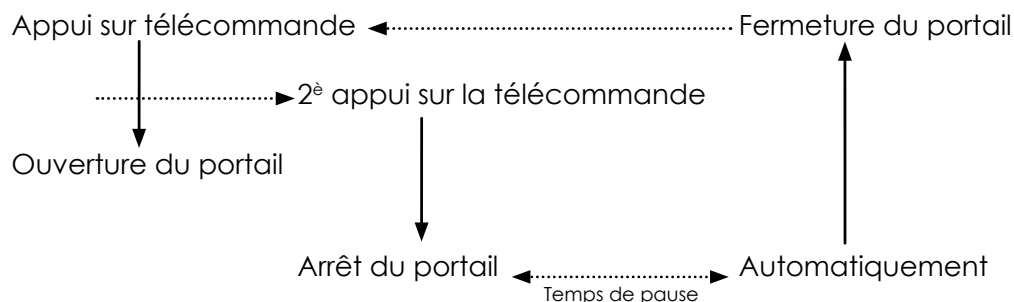 Appui sur télécommande
Fermeture du portail
2è appui sur la télécommande
Ouverture du portail
Arrêt du portail
Automatiquement
Temps de pause